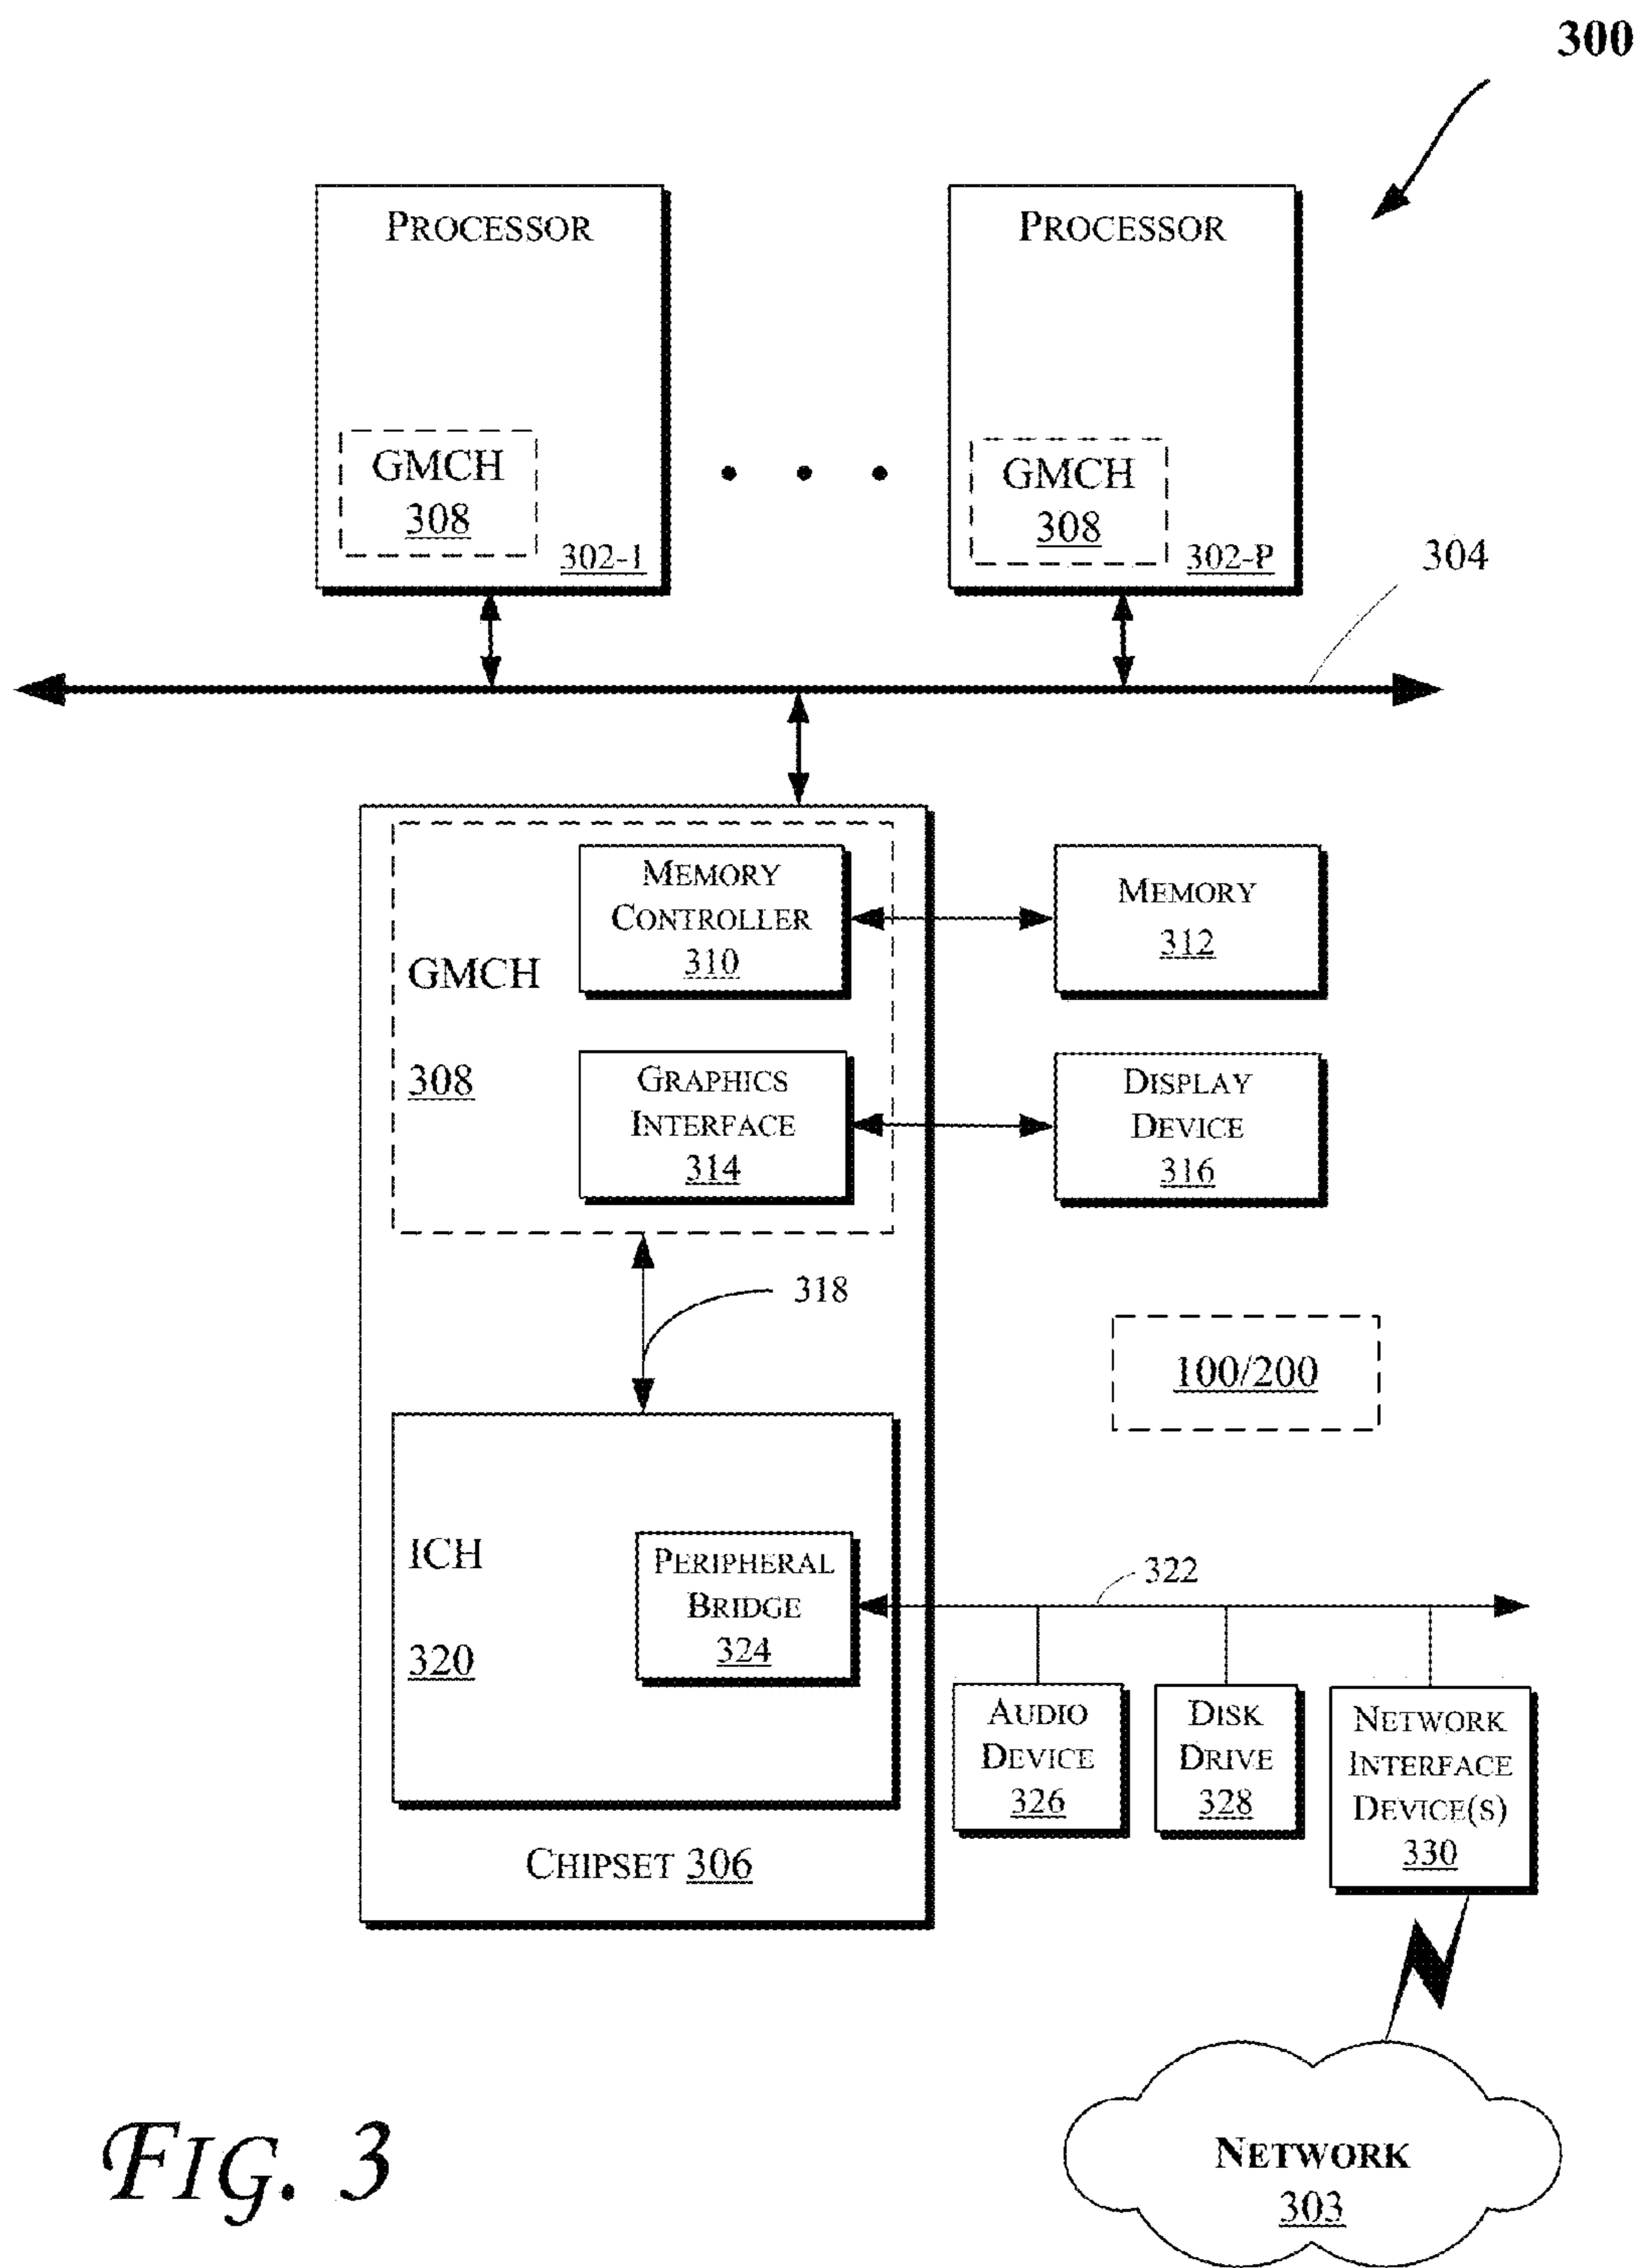 300
PROCESSOR
GMCH
308
302-1
PROCESSOR
GMCH
308
302-P
304
MEMORY
CONTROLLER
310
GMCH
308
GRAPHICS
INTERFACE
314
MEMORY
312
DISPLAY
DEVICE
316
318
100/200
ICH
320
PERIPHERAL
BRIDGE
324
322
AUDIO
DEVICE
326
DISK
DRIVE
328
NETWORK
INTERFACE
DEVICE(S)
330
CHIPSET 306
NETWORK
303
FIG. 3